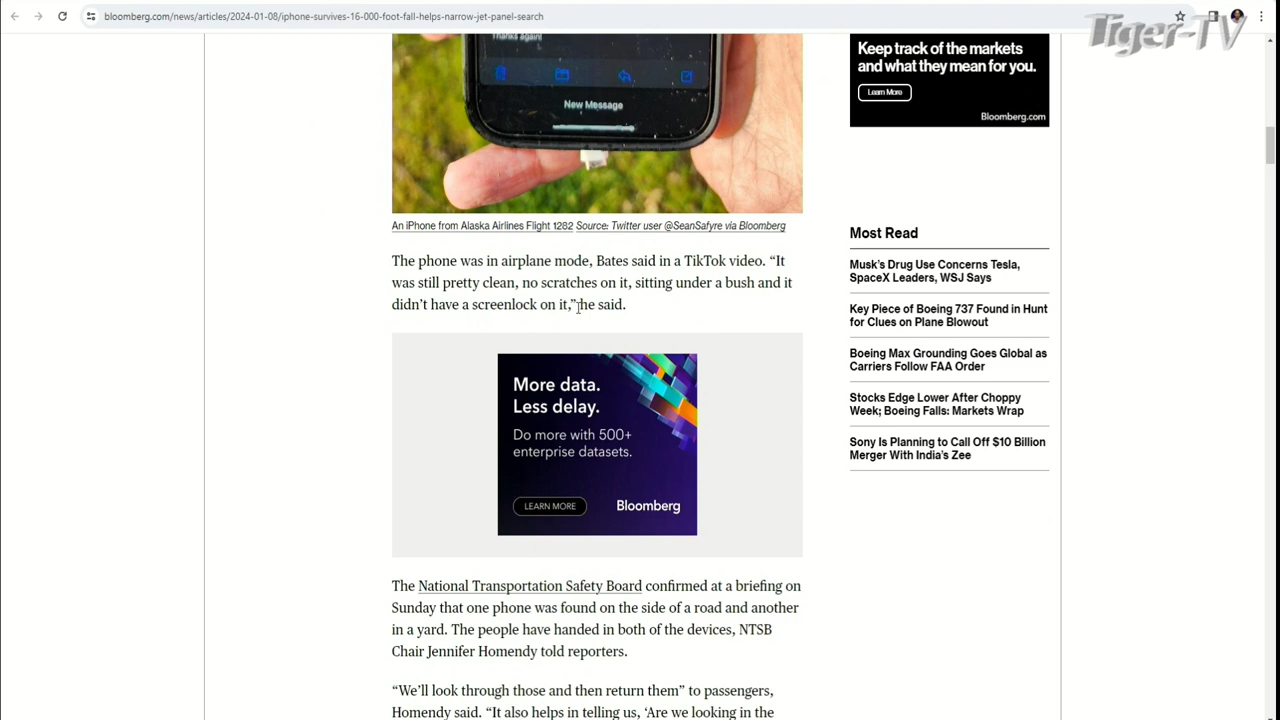 bloomberg.com/news/articles/2024-01-08/iphone-survives-16-000-foot-fall-helps-narrow-jet-panel-search
Tiger-TV
Thanks again!
New Message
An iPhone from Alaska Airlines Flight 1282 Source: Twitter user @SeanSafyre via Bloomberg
The phone was in airplane mode, Bates said in a TikTok video. “It
was still pretty clean, no scratches on it, sitting under a bush and it
didn’t have a screenlock on it,” he said.
More data.
Less delay.
Do more with 500+
enterprise datasets.
LEARN MORE
Bloomberg
The National Transportation Safety Board confirmed at a briefing on
Sunday that one phone was found on the side of a road and another
in a yard. The people have handed in both of the devices, NTSB
Chair Jennifer Homendy told reporters.
“We’ll look through those and then return them” to passengers,
Homendy said. “It also helps in telling us, ‘Are we looking in the
Keep track of the markets
and what they mean for you.
Learn More
Bloomberg.com
Most Read
Musk’s Drug Use Concerns Tesla,
SpaceX Leaders, WSJ Says
Key Piece of Boeing 737 Found in Hunt
for Clues on Plane Blowout
Boeing Max Grounding Goes Global as
Carriers Follow FAA Order
Stocks Edge Lower After Choppy
Week; Boeing Falls: Markets Wrap
Sony Is Planning to Call Off $10 Billion
Merger With India’s Zee